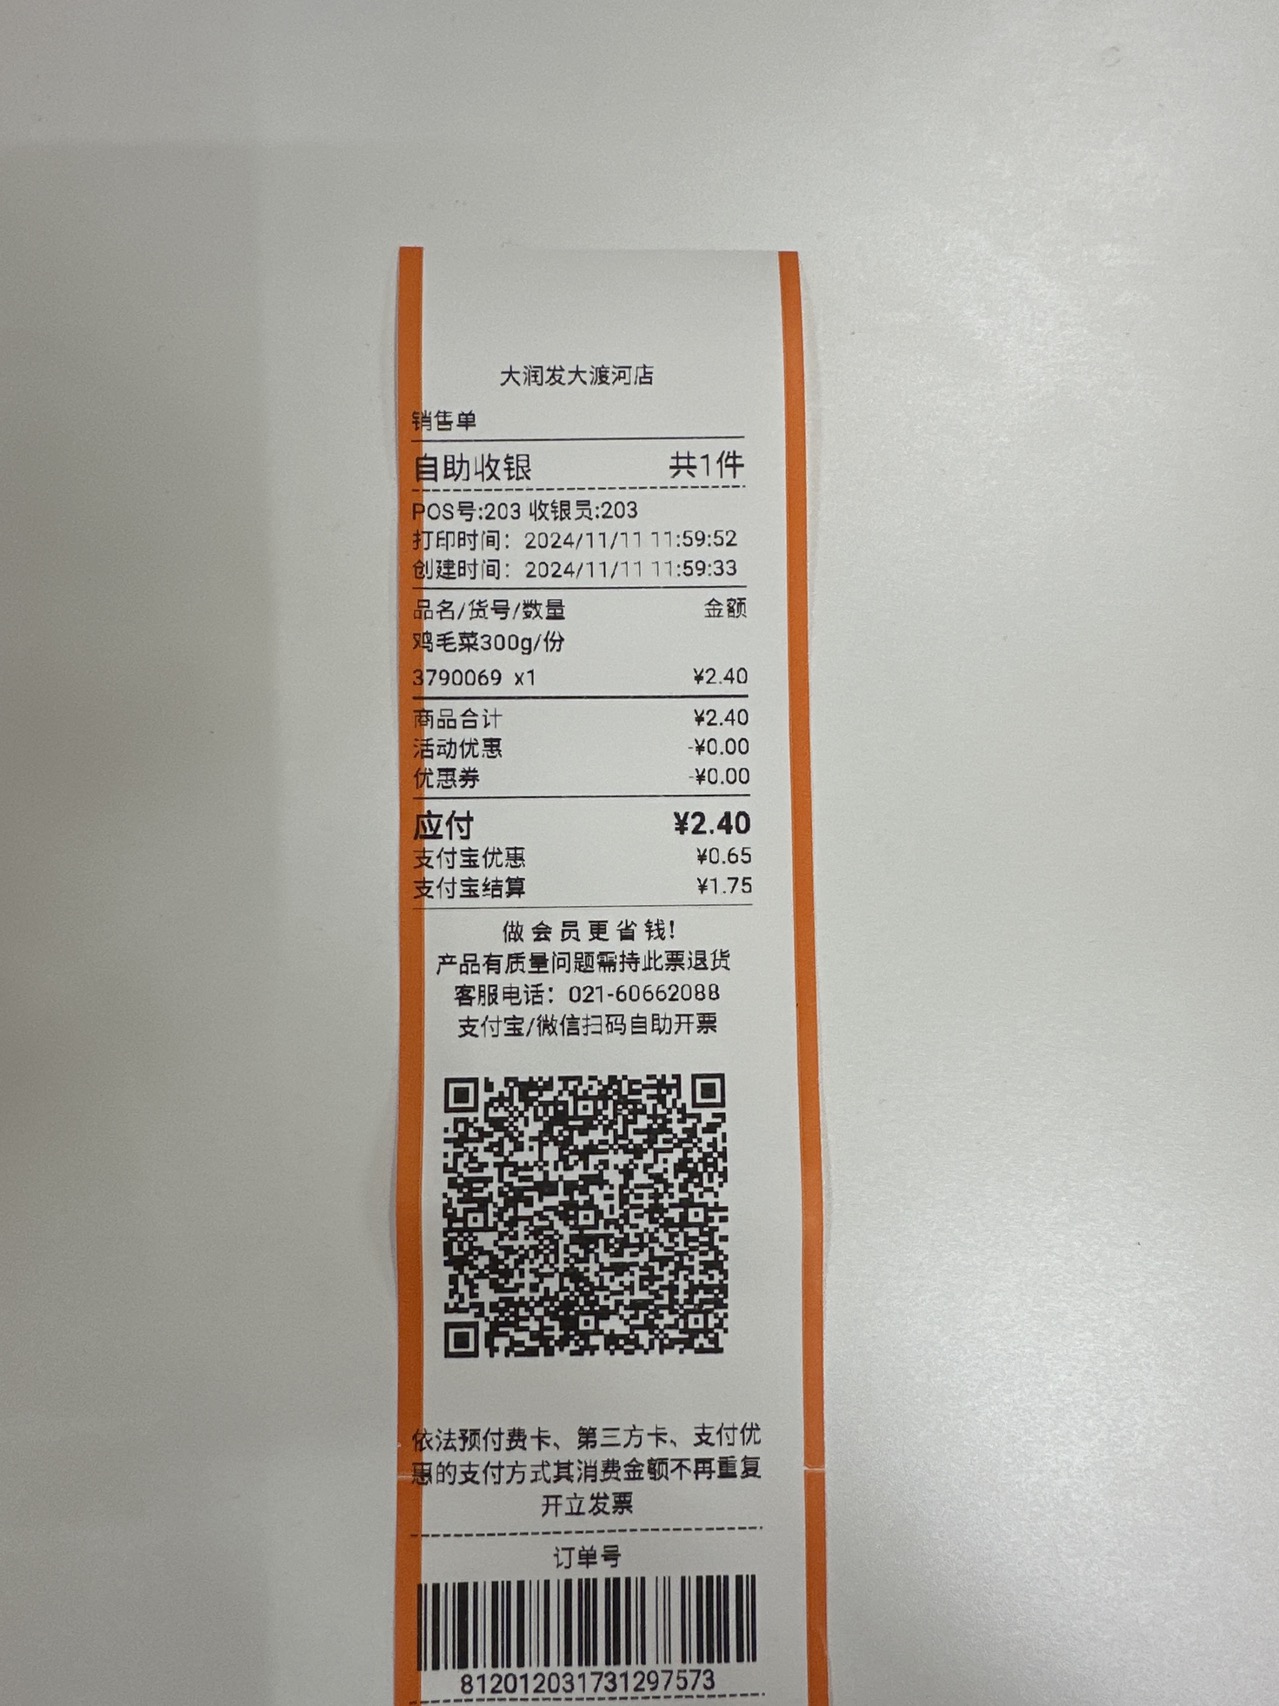 大润发大渡河店
销售单
自助收银 共1件
POS号:203 收银员:203
打印时间：2024/11/11 11:59:52
创建时间：2024/11/11 11:59:33
品名/货号/数量 金额
鸡毛菜300g/份
3790069 x1 ¥2.40
商品合计 ¥2.40
活动优惠 -¥0.00
优惠券 -¥0.00
应付 ¥2.40
支付宝优惠 ¥0.65
支付宝结算 ¥1.75
做会员更省钱!
产品有质量问题需持此票退货
客服电话：021-60662088
支付宝/微信扫码自助开票
依法预付费卡、第三方卡、支付优
惠的支付方式其消费金额不再重复
开立发票
订单号
812012031731297573